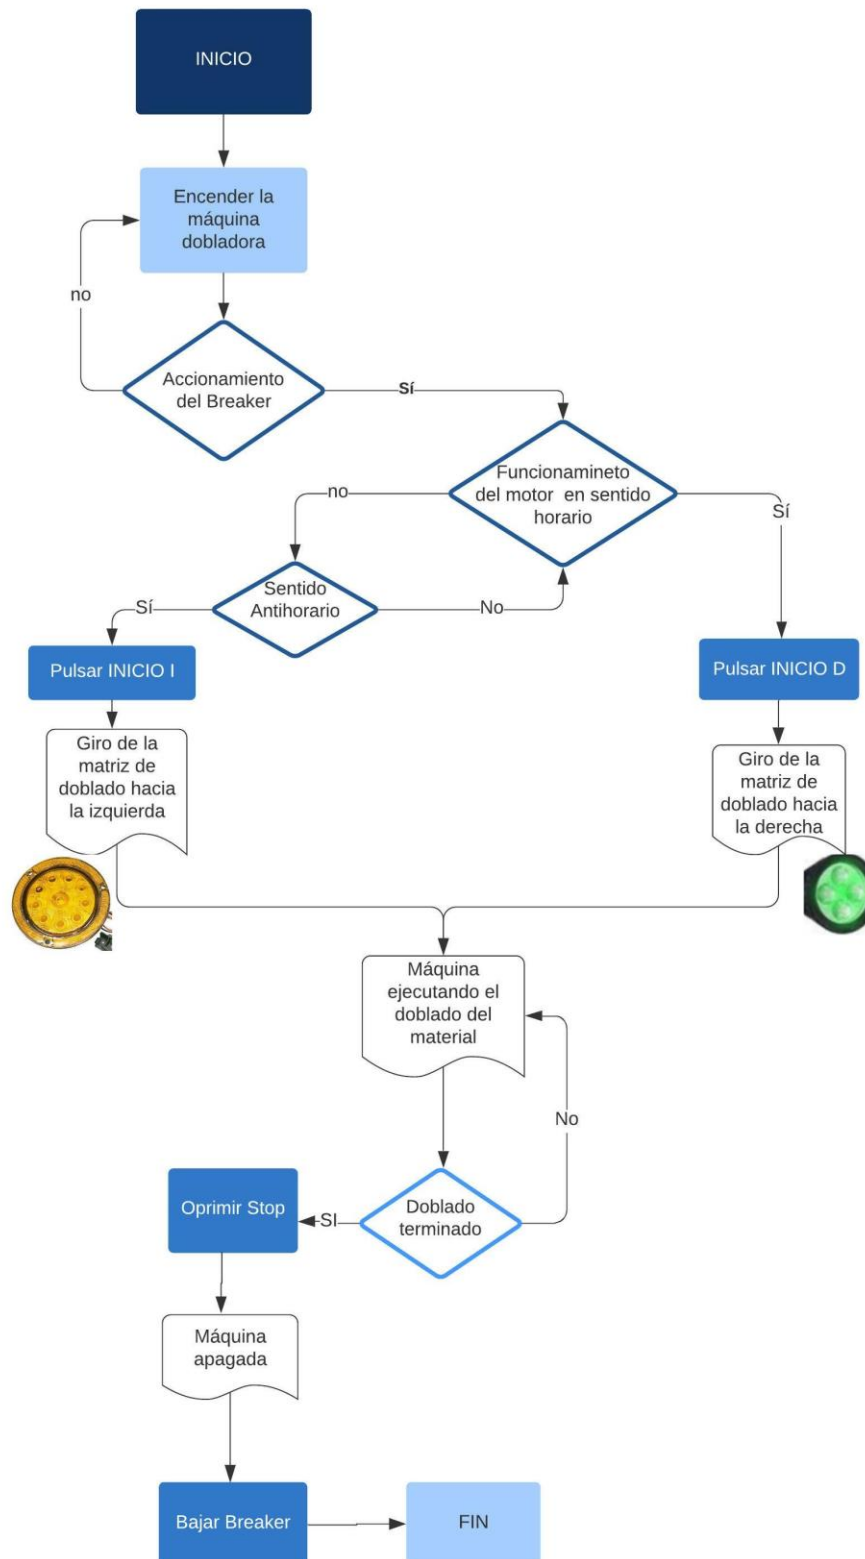 INICIO
Encender la
máquina
dobladora
no
Accionamiento
del Breaker
Sí
Funcionamineto
del motor  en sentido
horario
no
Sí
Sentido
Antihorario
Sí
No
Pulsar INICIO I
Pulsar INICIO D
Giro de la
matriz de
doblado hacia
la izquierda
Giro de la
matriz de
doblado hacia
la derecha
Máquina
ejecutando el
doblado del
material
No
Doblado
terminado
SI
Oprimir Stop
Máquina
apagada
Bajar Breaker
FIN